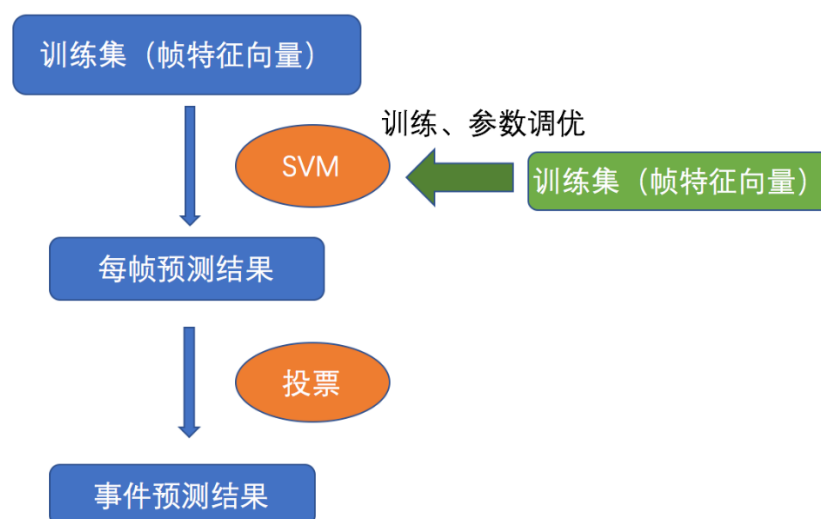 训练集（帧特征向量）
训练、参数调优
SVM
训练集（帧特征向量）
每帧预测结果
投票
事件预测结果